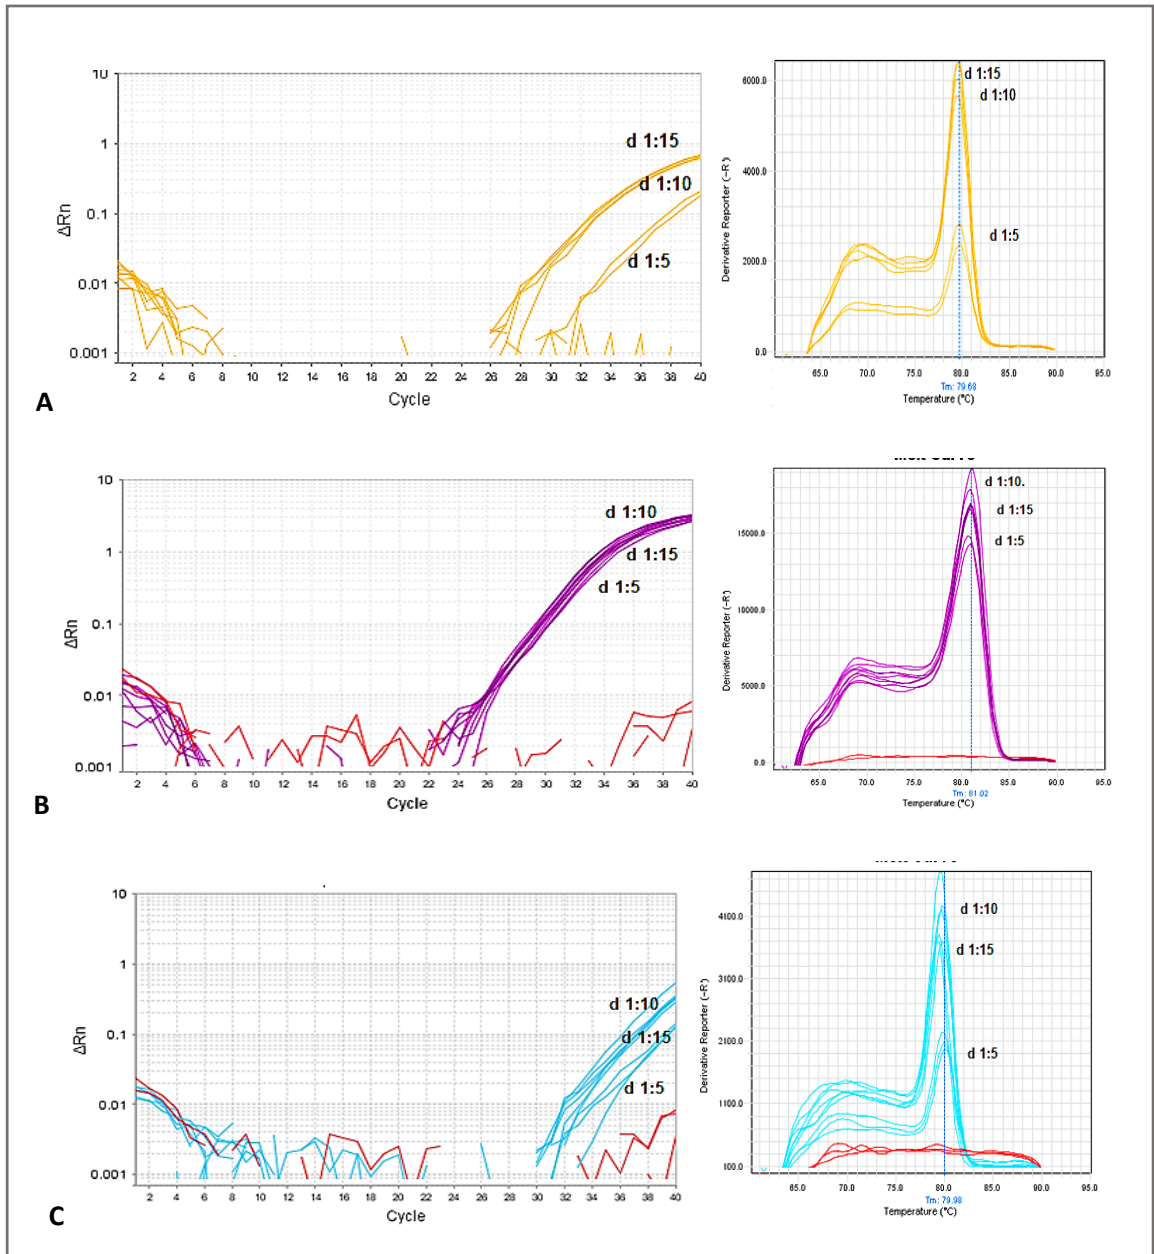 10
1
0.1
0.01
0.001
ΔRn
d 1:15
d 1:10
d 1:5
2 4 6 8 10 12 14 16 18 20 22 24 26 28 30 32 34 36 38 40
Cycle
6000.0
4000.0
2000.0
0.0
Derivative Reporter (-R')
d 1:15
d 1:10
d 1:5
65.0 70.0 75.0 80.0 85.0 90.0 95.0
Tm: 79.68
Temperature (°C)
A
10
1
0.1
0.01
0.001
ΔRn
d 1:10
d 1:15
d 1:5
2 4 6 8 10 12 14 16 18 20 22 24 26 28 30 32 34 36 38 40
Cycle
15000.0
10000.0
5000.0
0.0
Derivative Reporter (-R')
d 1:10.
d 1:15
d 1:5
65.0 70.0 75.0 80.0 85.0 90.0 95.0
Tm: 81.02
Temperature (°C)
B
10
1
0.1
0.01
0.001
ΔRn
d 1:10
d 1:15
d 1:5
2 4 6 8 10 12 14 16 18 20 22 24 26 28 30 32 34 36 38 40
Cycle
4100.0
3100.0
2100.0
1100.0
100.0
Derivative Reporter (-R')
d 1:10
d 1:15
d 1:5
65.0 70.0 75.0 80.0 85.0 90.0 95.0
Tm: 79.98
Temperature (°C)
C